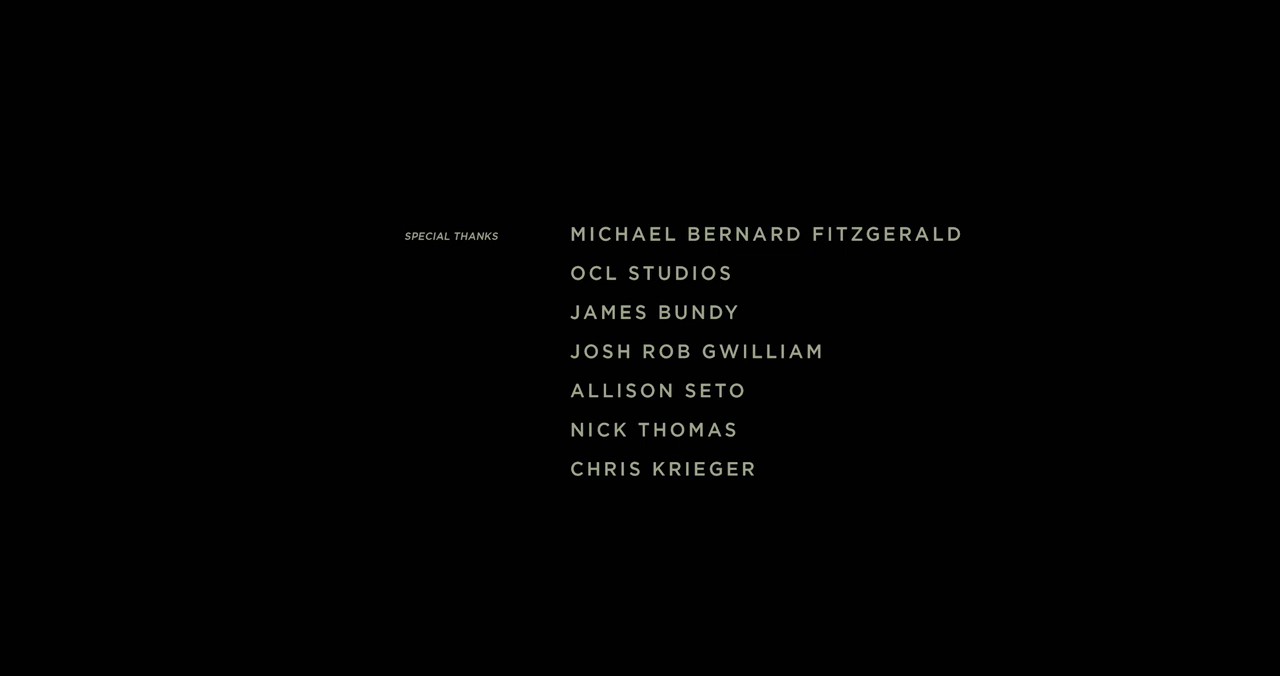 SPECIAL THANKS
MICHAEL BERNARD FITZGERALD
OCL STUDIOS
JAMES BUNDY
JOSH ROB GWILLIAM
ALLISON SETO
NICK THOMAS
CHRIS KRIEGER